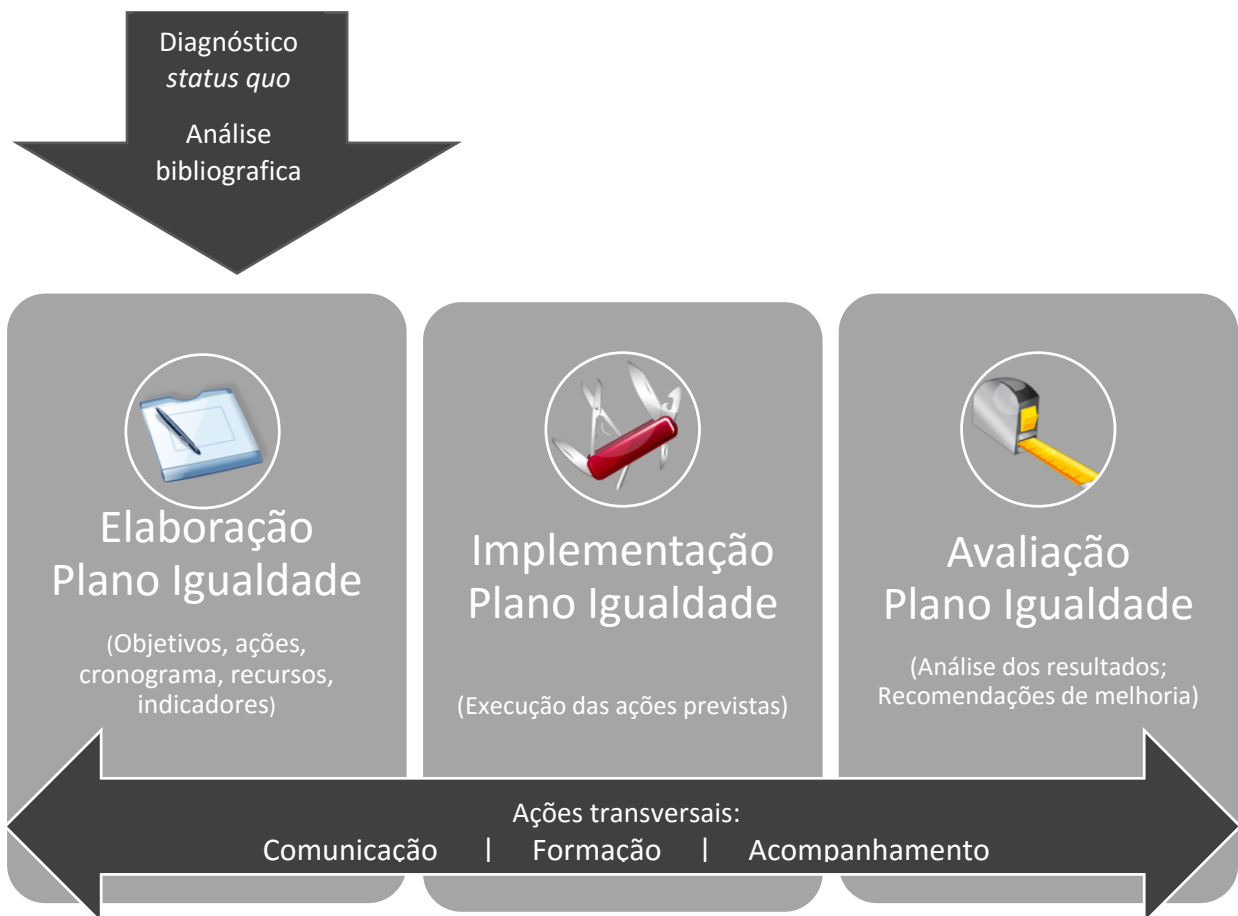 Diagnóstico
status quo
Análise
bibliografica
Elaboração
Plano Igualdade
(Objetivos, ações,
cronograma, recursos,
indicadores)
Implementação
Plano Igualdade
(Execução das ações previstas)
Avaliação
Plano Igualdade
(Análise dos resultados;
Recomendações de melhoria)
Ações transversais:
Comunicação | Formação | Acompanhamento